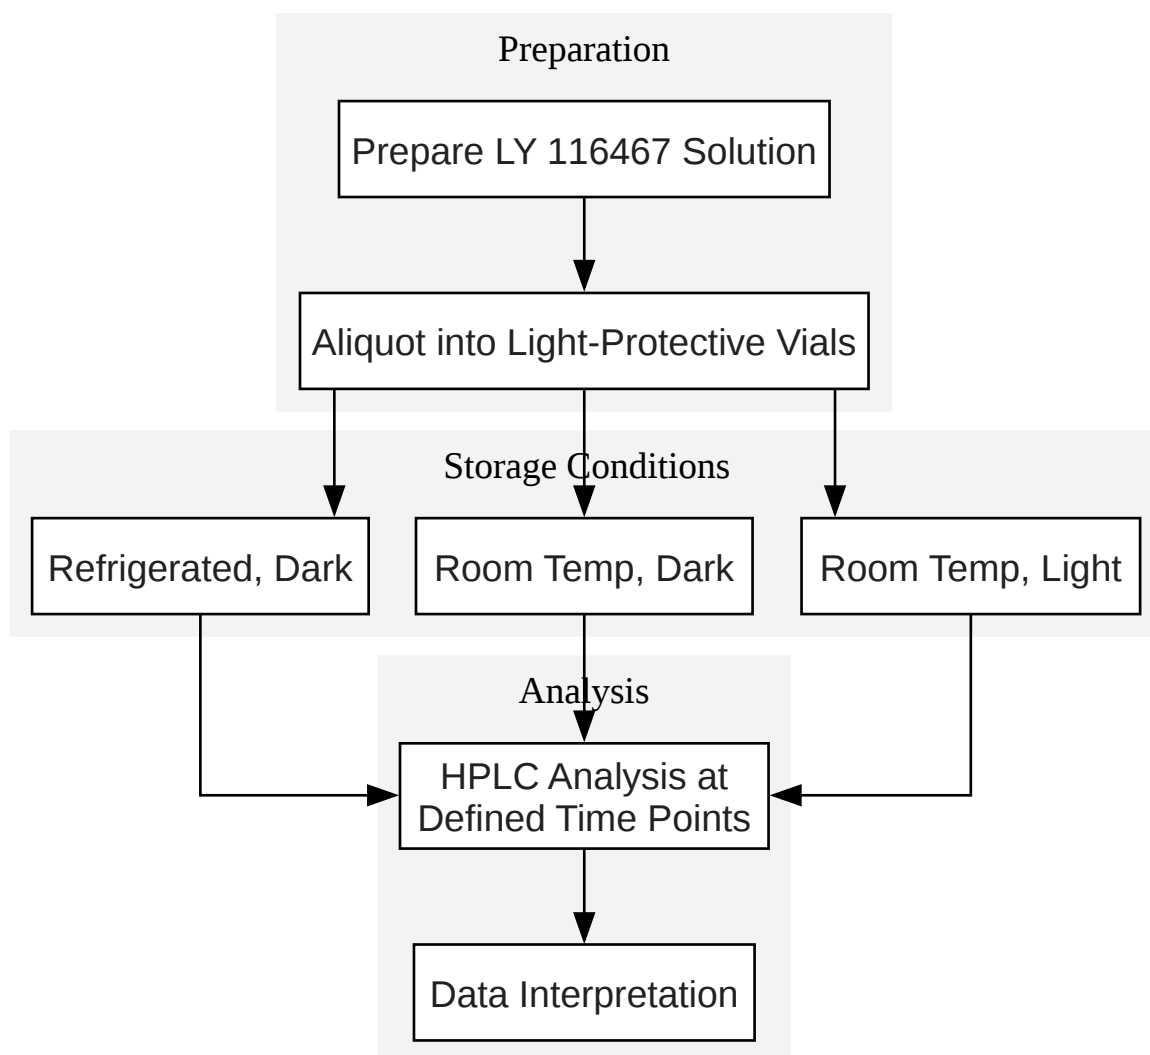 Preparation
Prepare LY 116467 Solution
Aliquot into Light-Protective Vials
Storage Conditions
Refrigerated, Dark
Room Temp, Dark
Room Temp, Light
Analysis
HPLC Analysis at
Defined Time Points
Data Interpretation